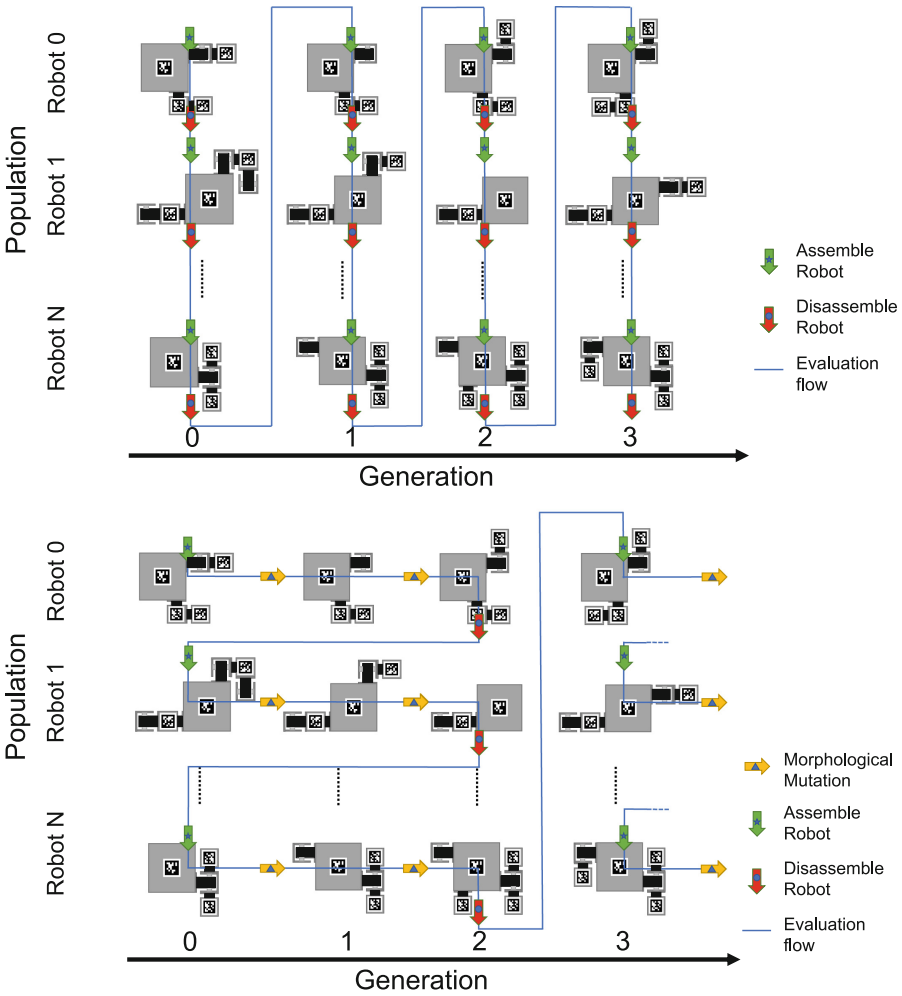 Population
Robot 0
Robot 1
Robot N
Assemble
Robot
Disassemble
Robot
Evaluation
flow
0 1 2 3
Generation
Population
Robot 0
Robot 1
Robot N
Morphological
Mutation
Assemble
Robot
Disassemble
Robot
Evaluation
flow
0 1 2 3
Generation